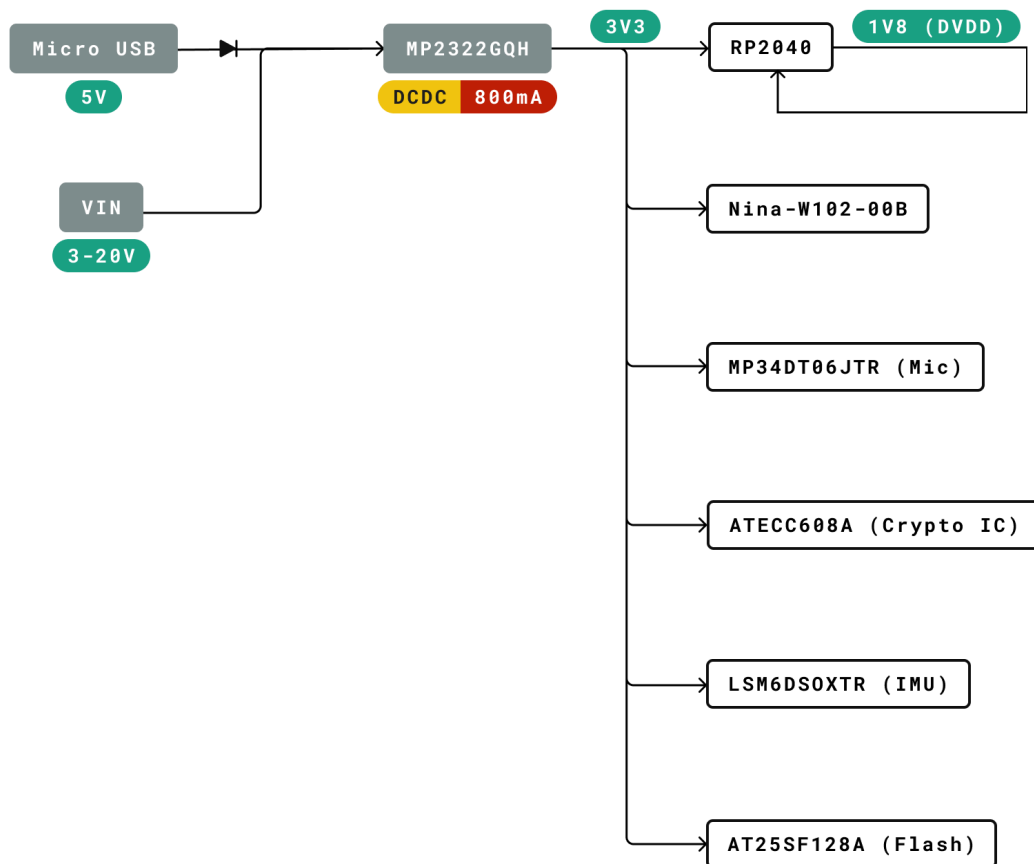 Micro USB
5V
VIN
3-20V
MP2322GQH
DCDC 800mA
3V3
RP2040
1V8 (DVDD)
Nina-W102-00B
MP34DT06JTR (Mic)
ATECC608A (Crypto IC)
LSM6DSOXTR (IMU)
AT25SF128A (Flash)